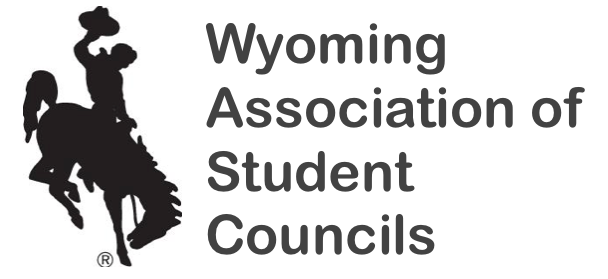 Wyoming
Association of
Student
Councils
®